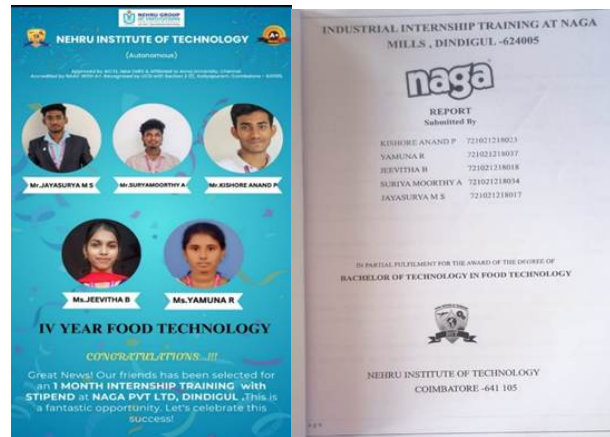 NEHRU GROUP
OF INSTITUTIONS
NEHRU INSTITUTE OF TECHNOLOGY
(Autonomous)
A+
Mr.JAYASURYA M S
Mr.SURYAMOORTHY A
Mr.KISHORE ANAND P
Ms.JEEVITHA B
Ms.YAMUNA R
IV YEAR FOOD TECHNOLOGY
CONGRATULATIONS...!!!
Great News! Our friends has been selected for
an 1 MONTH INTERNSHIP TRAINING with
STIPEND at NAGA PVT LTD, DINDIGUL .This is
a fantastic opportunity. Let's celebrate this
success!
INDUSTRIAL INTERNSHIP TRAINING AT NAGA
MILLS , DINDIGUL -624005
naga
REPORT
Submitted By
KISHORE ANAND P 721021218023
YAMUNA R 721021218037
JEEVITHA B 721021218018
SURIYA MOORTHY A 721021218034
JAYASURYA M S 721021218017
IN PARTIAL FULFILMENT FOR THE AWARD OF THE DEGREE OF
BACHELOR OF TECHNOLOGY IN FOOD TECHNOLOGY
NEHRU INSTITUTE OF TECHNOLOGY
COIMBATORE -641 105